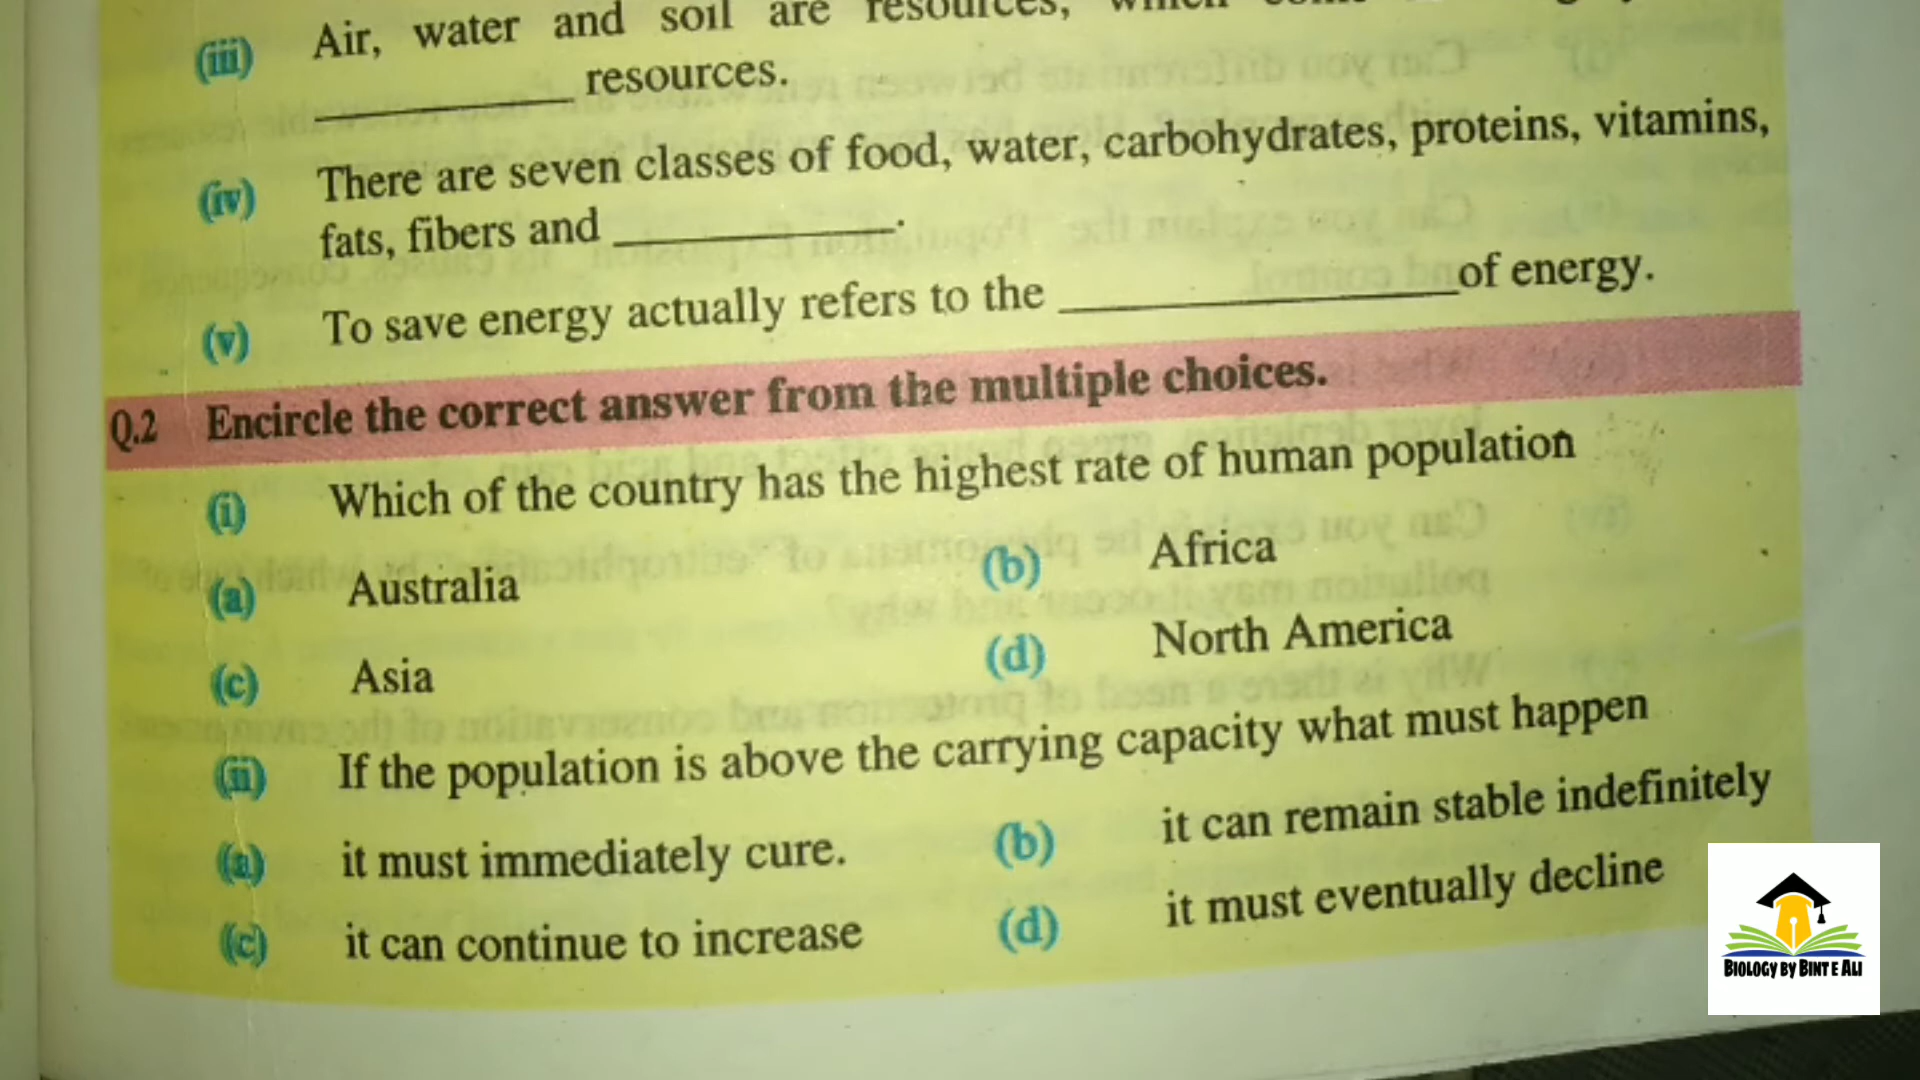 (iii) Air, water and soil are resources,
____________ resources.
(iv) There are seven classes of food, water, carbohydrates, proteins, vitamins,
fats, fibers and ____________.
(v) To save energy actually refers to the ________________of energy.
Q.2 Encircle the correct answer from the multiple choices.
(i) Which of the country has the highest rate of human population
(a) Australia (b) Africa
(c) Asia (d) North America
(ii) If the population is above the carrying capacity what must happen
(a) it must immediately cure. (b) it can remain stable indefinitely
(c) it can continue to increase (d) it must eventually decline
BIOLOGY BY BINT E ALI